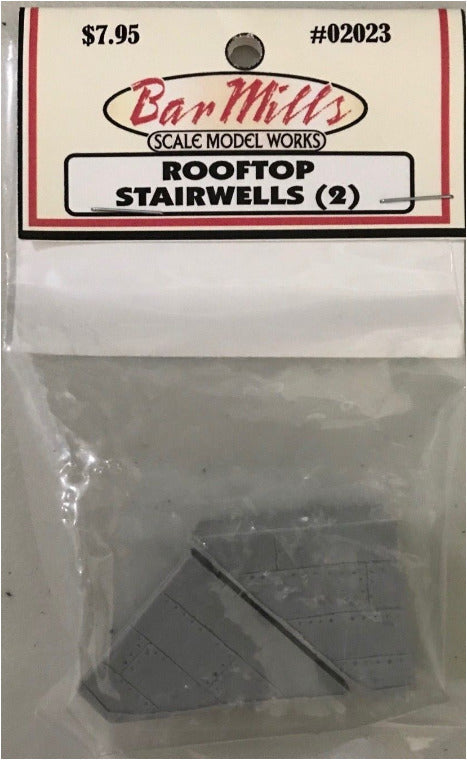 $7.95 #02023
Bar Mills
SCALE MODEL WORKS
ROOFTOP
STAIRWELLS (2)